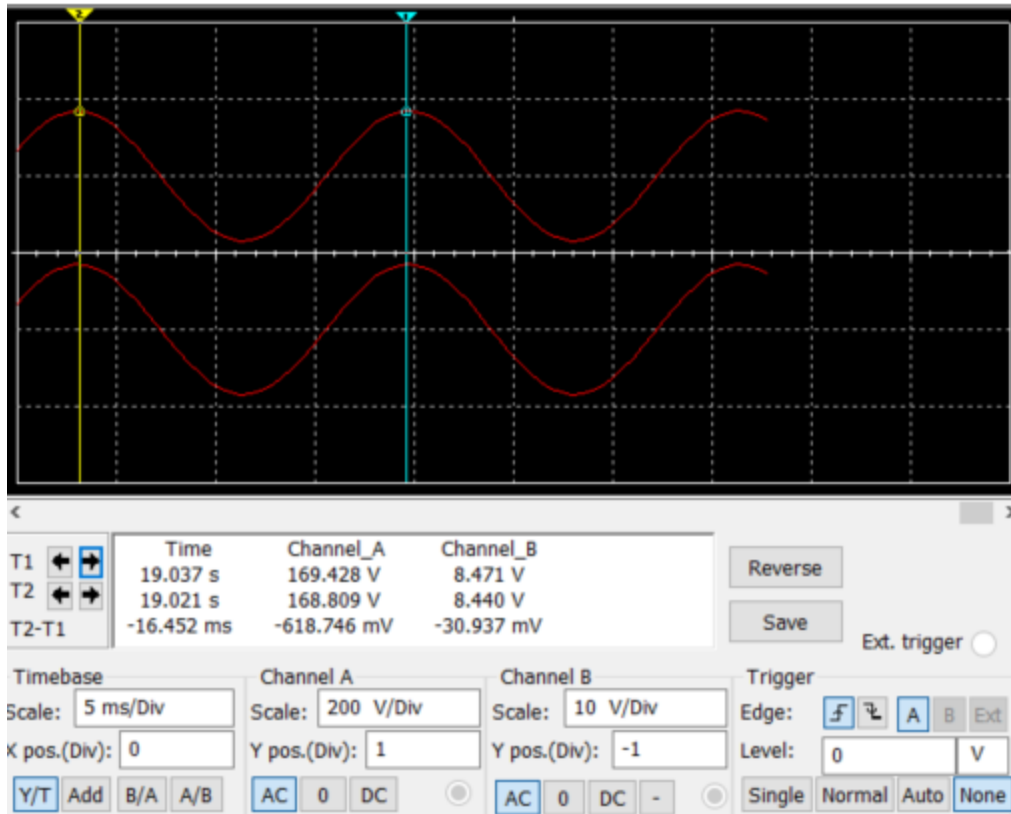 2 1
Time Channel_A Channel_B
T1 19.037 s 169.428 V 8.471 V
T2 19.021 s 168.809 V 8.440 V
T2-T1 -16.452 ms -618.746 mV -30.937 mV
Reverse
Save
Ext. trigger
Timebase
Scale: 5 ms/Div
X pos.(Div): 0
Y/T Add B/A A/B
Channel A
Scale: 200 V/Div
Y pos.(Div): 1
AC 0 DC
Channel B
Scale: 10 V/Div
Y pos.(Div): -1
AC 0 DC -
Trigger
Edge: A B Ext
Level: 0 V
Single Normal Auto None